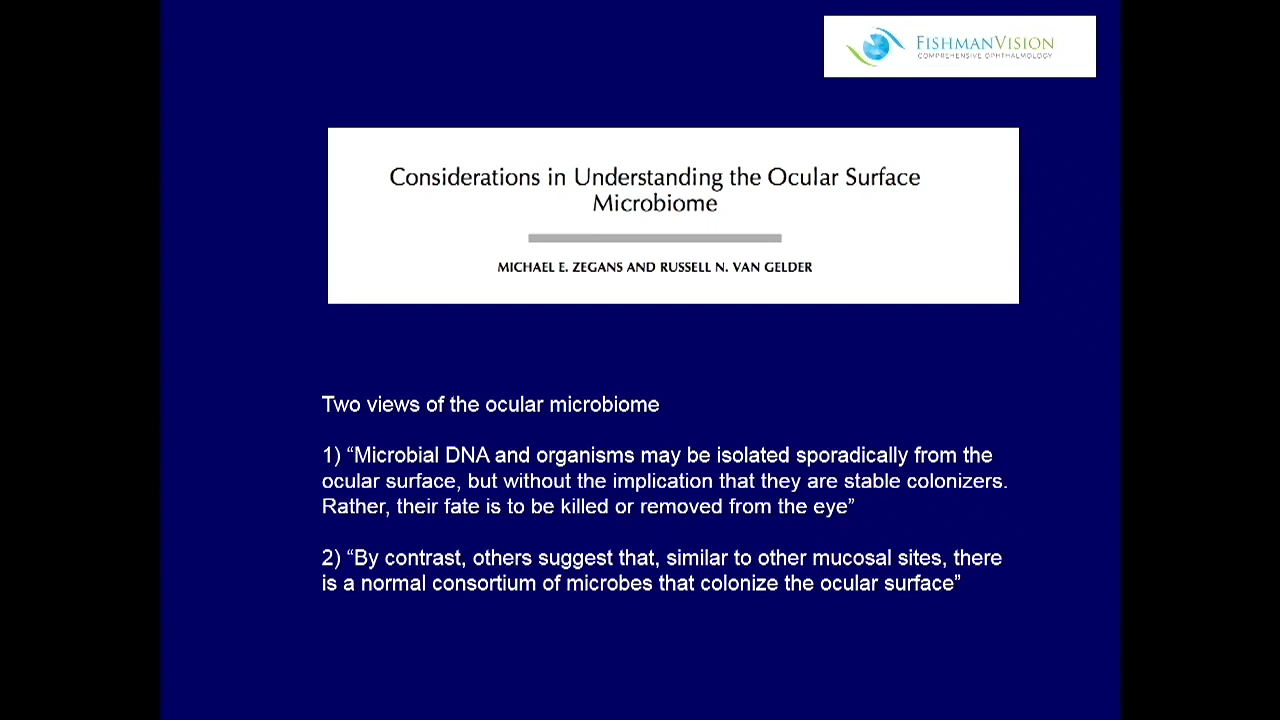 FISHMANVISION
COMPREHENSIVE OPHTHALMOLOGY
Considerations in Understanding the Ocular Surface
Microbiome
MICHAEL E. ZEGANS AND RUSSELL N. VAN GELDER
Two views of the ocular microbiome
1) “Microbial DNA and organisms may be isolated sporadically from the
ocular surface, but without the implication that they are stable colonizers.
Rather, their fate is to be killed or removed from the eye”
2) “By contrast, others suggest that, similar to other mucosal sites, there
is a normal consortium of microbes that colonize the ocular surface”